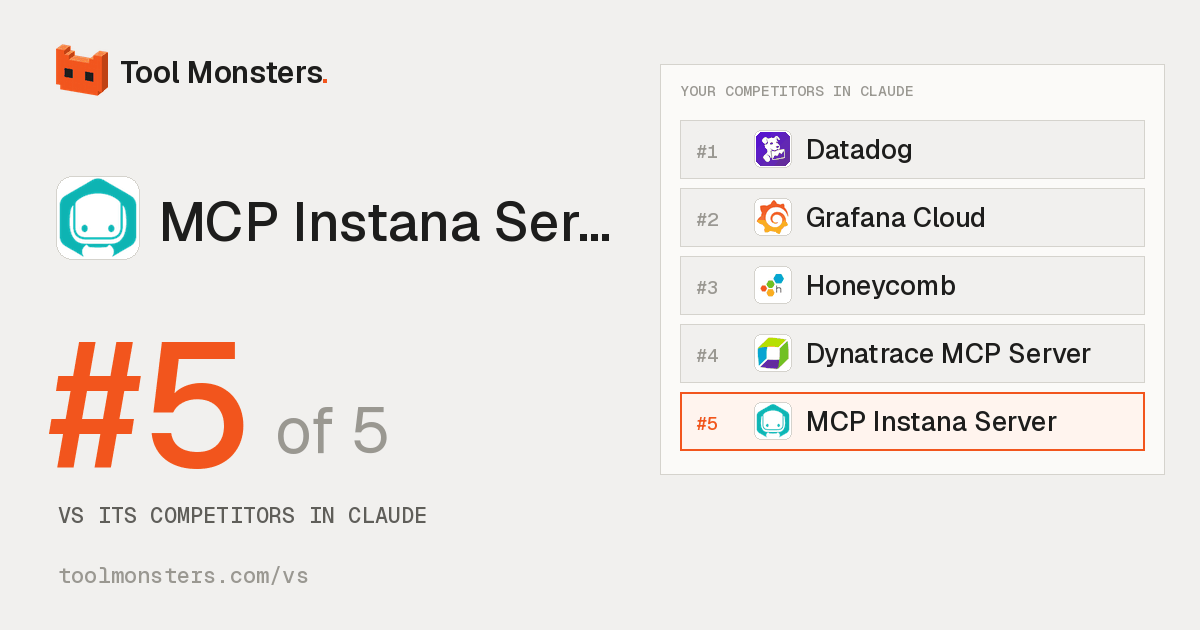 Tool Monsters.
MCP Instana Ser...
#5 of 5
VS ITS COMPETITORS IN CLAUDE
toolmonsters.com/vs
YOUR COMPETITORS IN CLAUDE
#1 Datadog
#2 Grafana Cloud
#3 h Honeycomb
#4 Dynatrace MCP Server
#5 MCP Instana Server